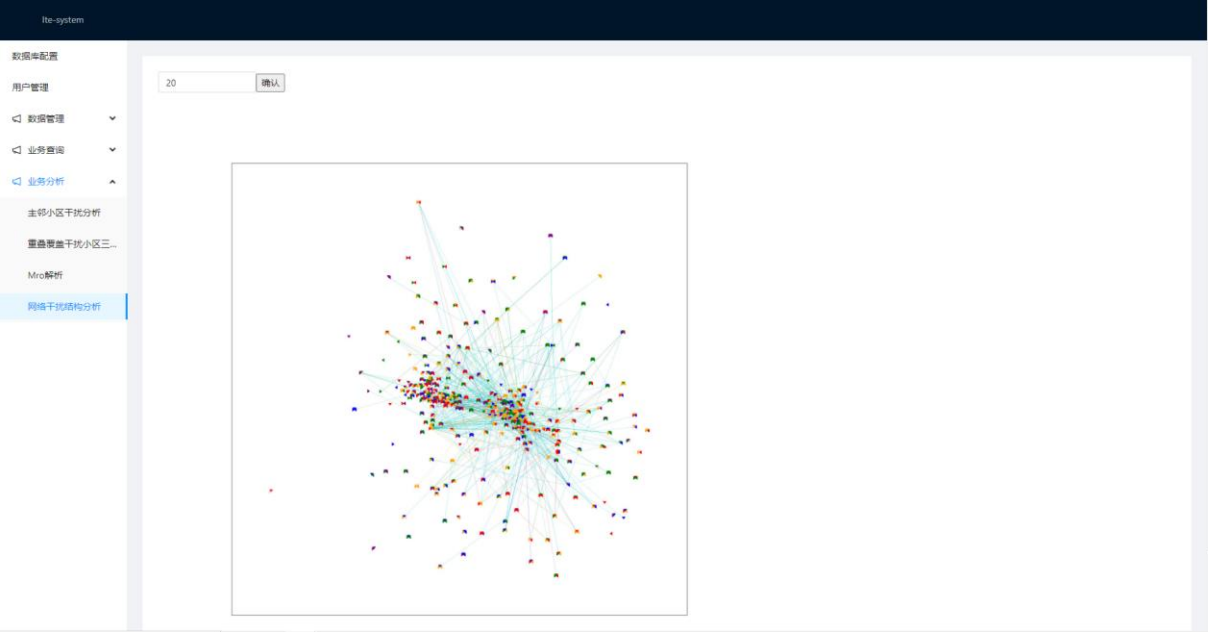 lte-system
数据库配置
用户管理
20
确认
数据管理
业务查询
业务分析
主邻小区干扰分析
重叠覆盖干扰小区三...
Mro解析
网络干扰结构分析